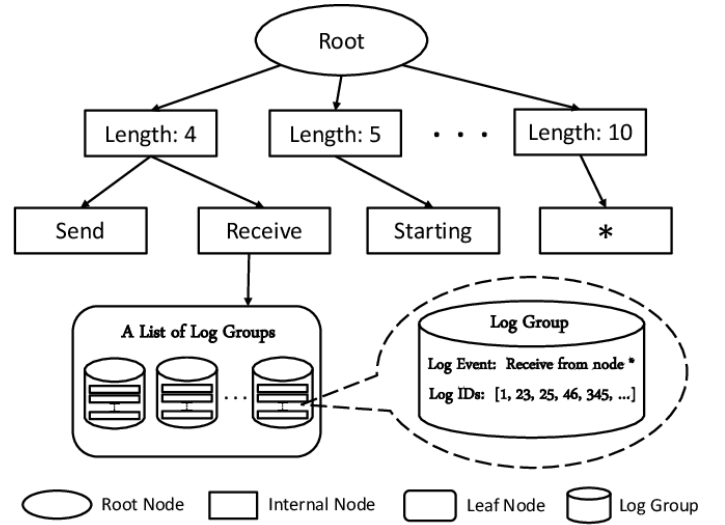 Root
Length: 4
Length: 5
. . .
Length: 10
Send
Receive
Starting
*
A List of Log Groups
...
Log Group
Log Event: Receive from node *
Log IDs: [1, 23, 25, 46, 345, ...]
Root Node
Internal Node
Leaf Node
Log Group